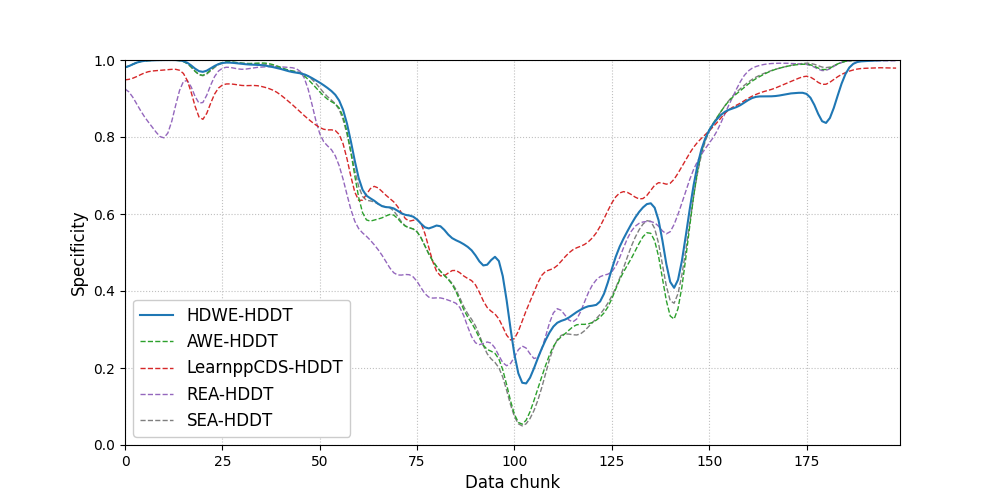 1.0
0.8
0.6
0.4
0.2
0.0
Specificity
HDWE-HDDT
AWE-HDDT
LearnppCDS-HDDT
REA-HDDT
SEA-HDDT
0 25 50 75 100 125 150 175
Data chunk